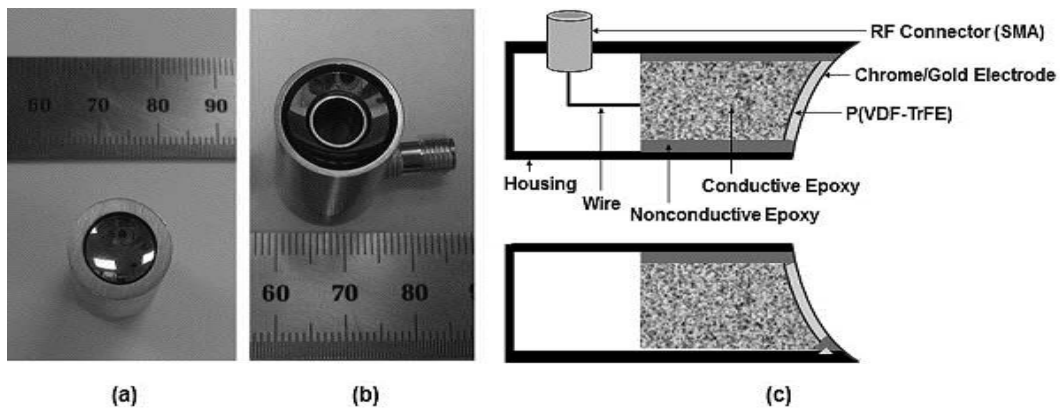 60 70 80 90
60 70 80 9
RF Connector (SMA)
Chrome/Gold Electrode
P(VDF-TrFE)
Housing
Wire
Conductive Epoxy
Nonconductive Epoxy
(a) (b) (c)